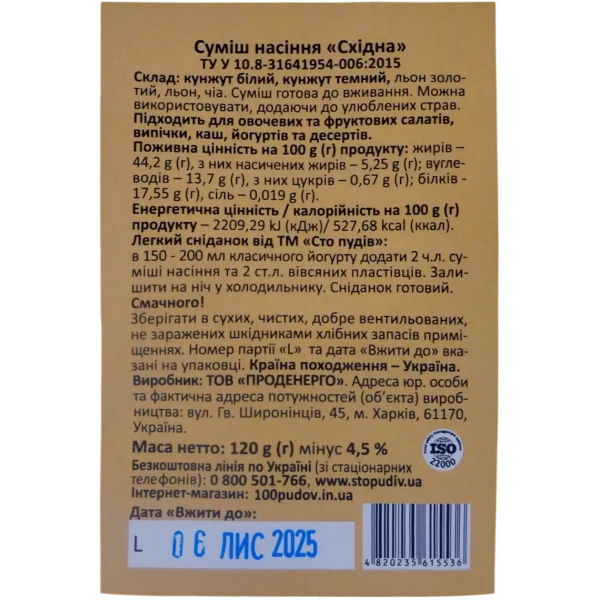 Суміш насіння «Східна»
ТУ У 10.8-31641954-006:2015
Склад: кунжут білий, кунжут темний, льон золо-
тий, льон, чіа. Суміш готова до вживання. Можна
використовувати, додаючи до улюблених страв.
Підходить для овочевих та фруктових салатів,
випічки, каш, йогуртів та десертів.
Поживна цінність на 100 g (г) продукту: жирів –
44,2 g (г), з них насичених жирів – 5,25 g (г); вугле-
водів – 13,7 g (г), з них цукрів – 0,67 g (г); білків -
17,55 g (г), сіль – 0,019 g (г).
Енергетична цінність / калорійність на 100 g (г)
продукту – 2209,29 kJ (кДж)/ 527,68 kcal (ккал).
Легкий сніданок від ТМ «Сто пудів»:
в 150 - 200 мл класичного йогурту додати 2 ч.л. су-
міші насіння та 2 ст.л. вівсяних пластівців. Зали-
шити на ніч у холодильнику. Сніданок готовий.
Смачного!
Зберігати в сухих, чистих, добре вентильованих,
не заражених шкідниками хлібних запасів примі-
щеннях. Номер партії «L» та дата «Вжити до» вка-
зані на упаковці. Країна походження – Україна.
Виробник: ТОВ «ПРОДЕНЕРГО». Адреса юр. особи
та фактична адреса потужностей (об’єкта) вироб-
ництва: вул. Гв. Широнінців, 45, м. Харків, 61170,
Україна.
Маса нетто: 120 g (г) мінус 4,5 %
Безкоштовна лінія по Україні (зі стаціонарних
телефонів): 0 800 501-766, www.stopudiv.com
Інтернет-магазин: 100pudov.in.ua
ISO
22000
Дата «Вжити до»:
L 0 Є ЛИС 2025
4 820235 615536